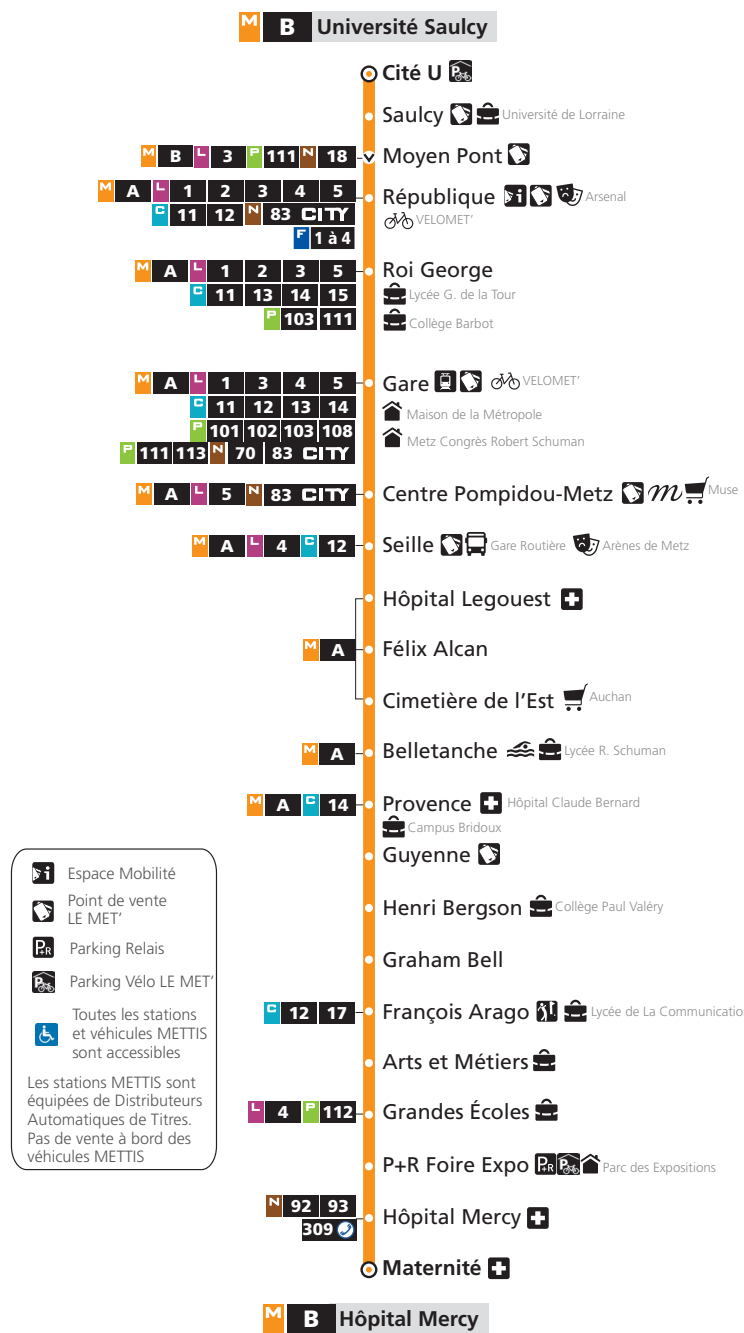 M B Université Saulcy
Cité U P
Saulcy Université de Lorraine
M B L 3 P 111 N 18 Moyen Pont
M A L 1 2 3 4 5 République i Arsenal
C 11 12 N 83 CITY VELOMET'
F 1 à 4
M A L 1 2 3 5 Roi George
C 11 13 14 15 Lycée G. de la Tour
P 103 111 Collège Barbot
M A L 1 3 4 5 Gare VELOMET'
C 11 12 13 14 Maison de la Métropole
P 101 102 103 108 Metz Congrès Robert Schuman
P 111 113 N 70 83 CITY
M A L 5 N 83 CITY Centre Pompidou-Metz m Muse
M A L 4 C 12 Seille Gare Routière Arènes de Metz
Hôpital Legouest
M A Félix Alcan
Cimetière de l'Est Auchan
M A Belletanche Lycée R. Schuman
M A C 14 Provence Hôpital Claude Bernard
Campus Bridoux
Guyenne
Henri Bergson Collège Paul Valéry
Graham Bell
C 12 17 François Arago Lycée de La Communicatio
Arts et Métiers
L 4 P 112 Grandes Écoles
P+R Foire Expo P+R P Parc des Expositions
N 92 93 Hôpital Mercy
309
Maternité
M B Hôpital Mercy
i Espace Mobilité
Point de vente
LE MET'
P+R Parking Relais
P Parking Vélo LE MET'
Toutes les stations
et véhicules METTIS
sont accessibles
Les stations METTIS sont
équipées de Distributeurs
Automatiques de Titres.
Pas de vente à bord des
véhicules METTIS